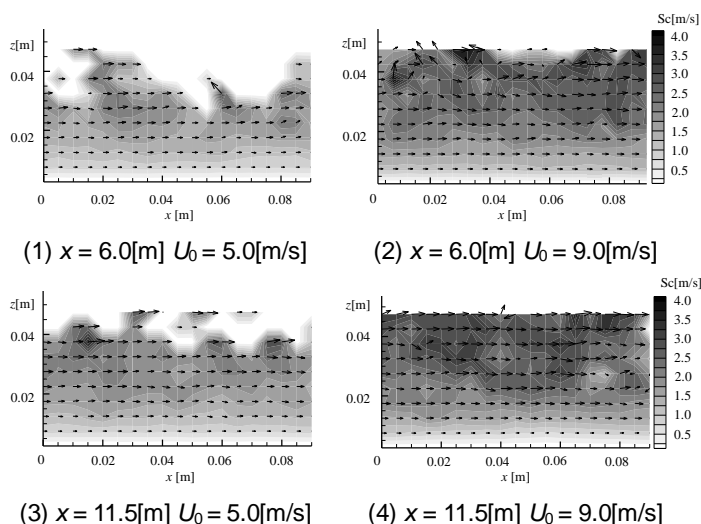 Sc[m/s]
z[m]
0.04
0.02
0 0.02 0.04 0.06 0.08
x [m]
z[m]
0.04
0.02
0 0.02 0.04 0.06 0.08
x [m]
4.0
3.5
3.0
2.5
2.0
1.5
1.0
0.5
(1) x = 6.0[m] U0 = 5.0[m/s]
(2) x = 6.0[m] U0 = 9.0[m/s]
Sc[m/s]
z[m]
0.04
0.02
0 0.02 0.04 0.06 0.08
x [m]
z[m]
0.04
0.02
0 0.02 0.04 0.06 0.08
x [m]
4.0
3.5
3.0
2.5
2.0
1.5
1.0
0.5
(3) x = 11.5[m] U0 = 5.0[m/s]
(4) x = 11.5[m] U0 = 9.0[m/s]